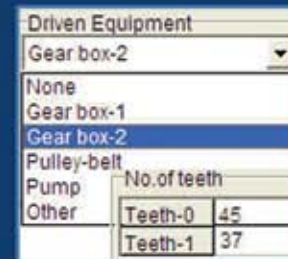 Driven Equipment
Gear box-2
None
Gear box-1
Gear box-2
Pulley-belt
Pump
Other
No.of teeth
Teeth-0 45
Teeth-1 37